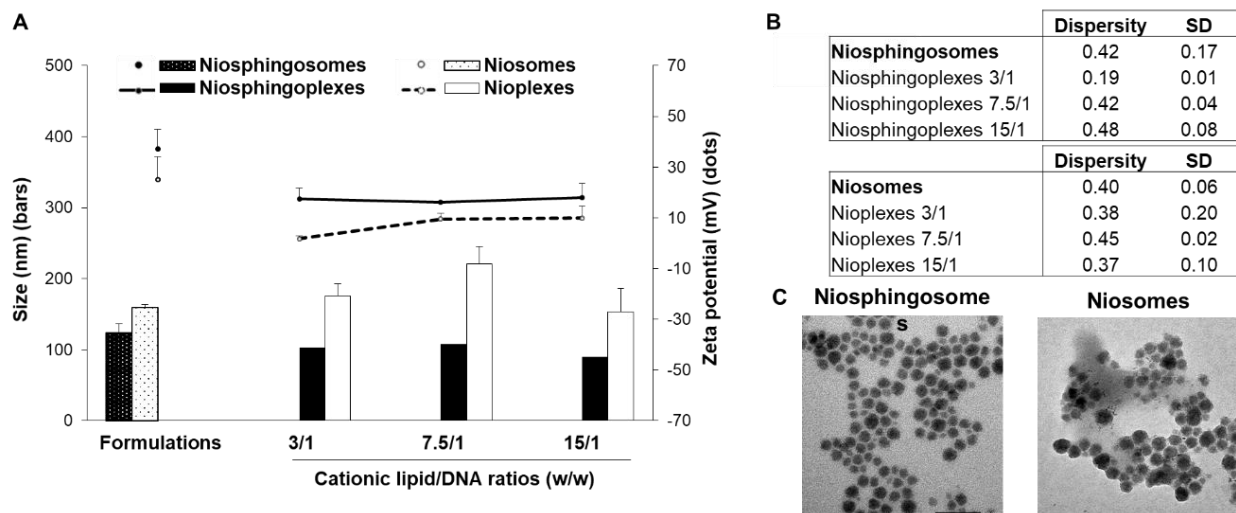 A
Niosphingosomes
Niosomes
Niosphingoplexes
Nioplexes
Size (nm) (bars)
500
400
300
200
100
0
70
50
30
10
-10
-30
-50
-70
Zeta potential (mV) (dots)
Formulations
3/1
7.5/1
15/1
Cationic lipid/DNA ratios (w/w)
B
Dispersity SD
Niosphingosomes 0.42 0.17
Niosphingoplexes 3/1 0.19 0.01
Niosphingoplexes 7.5/1 0.42 0.04
Niosphingoplexes 15/1 0.48 0.08
Dispersity SD
Niosomes 0.40 0.06
Nioplexes 3/1 0.38 0.20
Nioplexes 7.5/1 0.45 0.02
Nioplexes 15/1 0.37 0.10
C
Niosphingosome
s
Niosomes